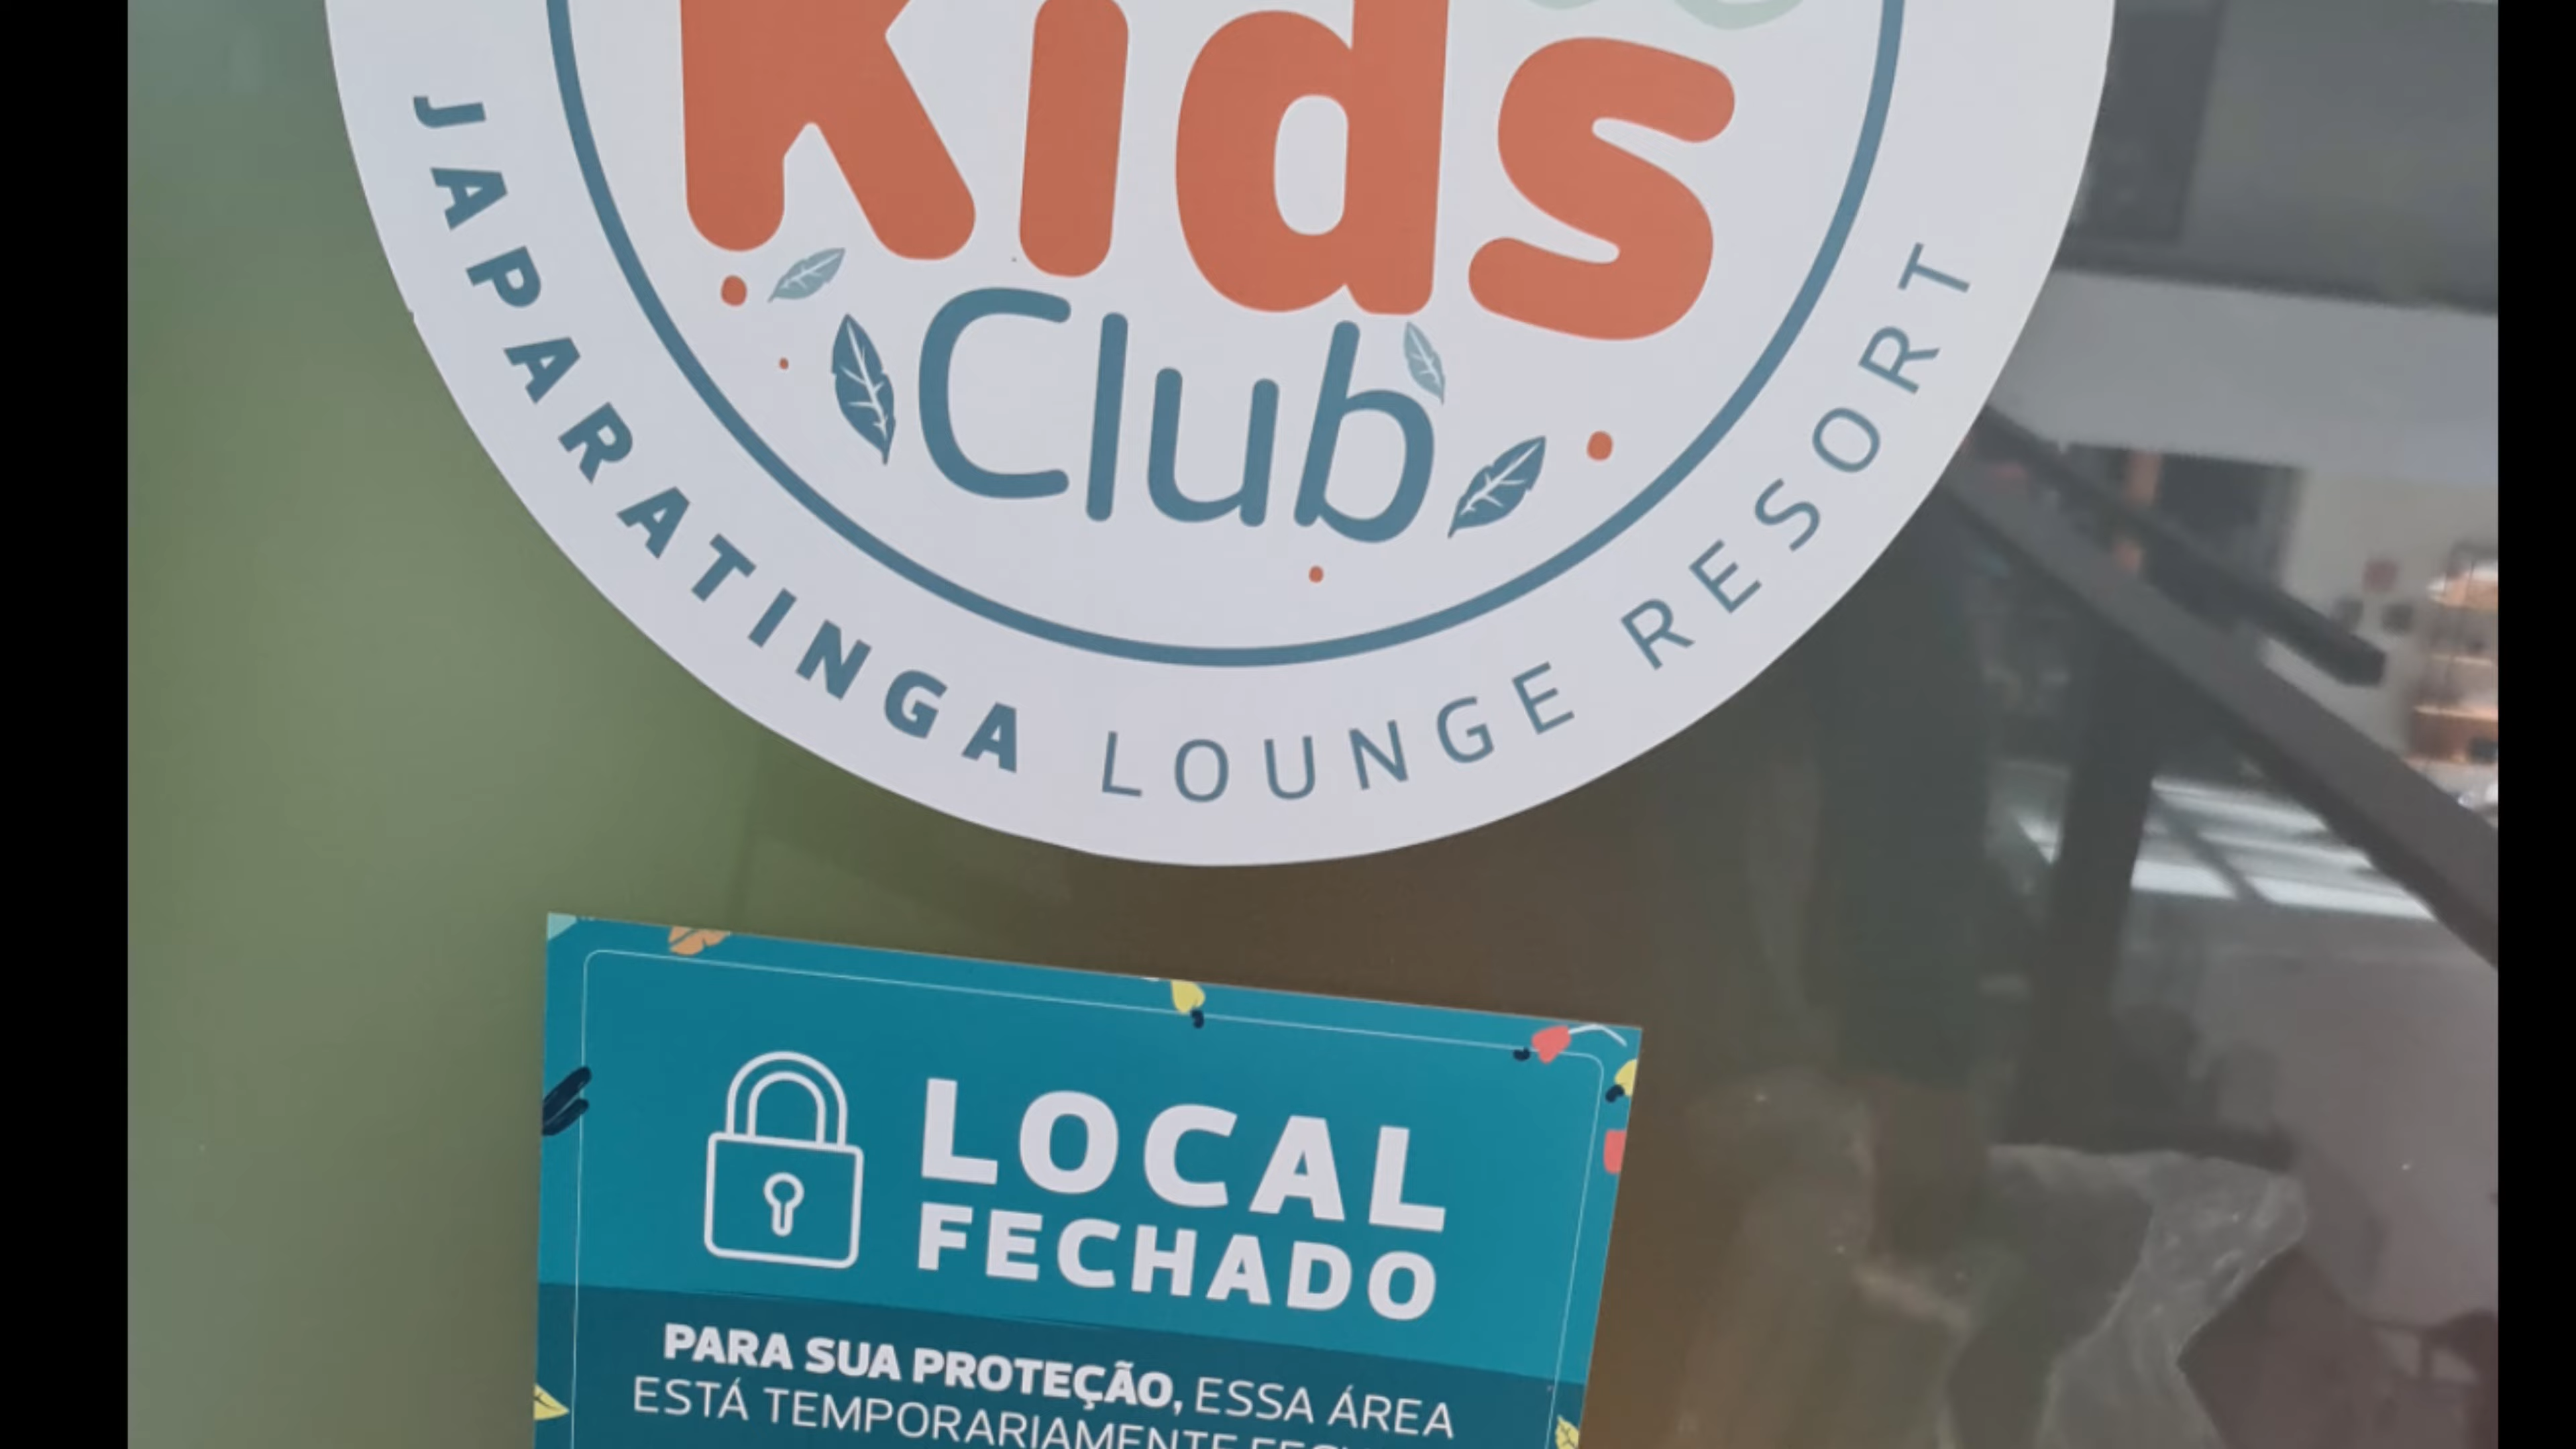 Kids
Club
JAPARATINGA LOUNGE RESORT
LOCAL
FECHADO
PARA SUA PROTEÇÃO, ESSA ÁREA
ESTÁ TEMPORARIAMENTE